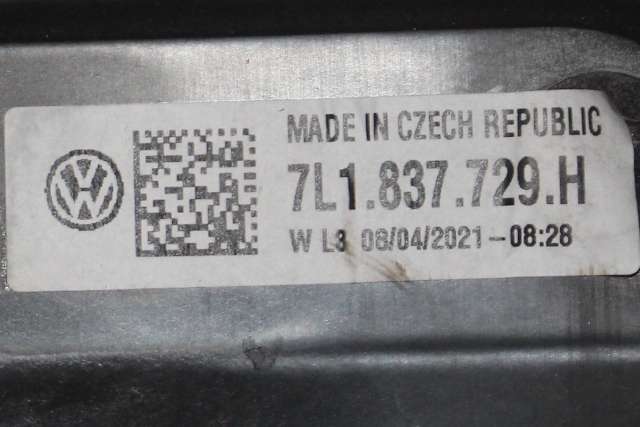 MADE IN CZECH REPUBLIC
7L1.837.729.H
W L3 08/04/2021-08:28